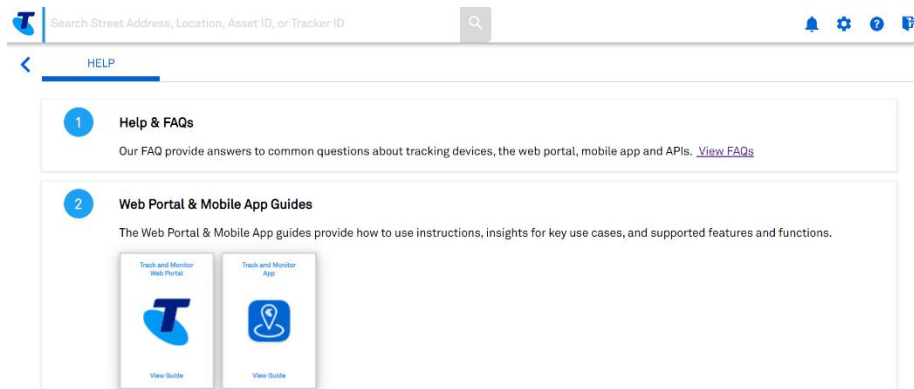 Search Street Address, Location, Asset ID, or Tracker ID
HELP
1
Help & FAQs
Our FAQ provide answers to common questions about tracking devices, the web portal, mobile app and APIs. View FAQs
2
Web Portal & Mobile App Guides
The Web Portal & Mobile App guides provide how to use instructions, insights for key use cases, and supported features and functions.
Track and Monitor
Web Portal
View Guide
Track and Monitor
App
View Guide